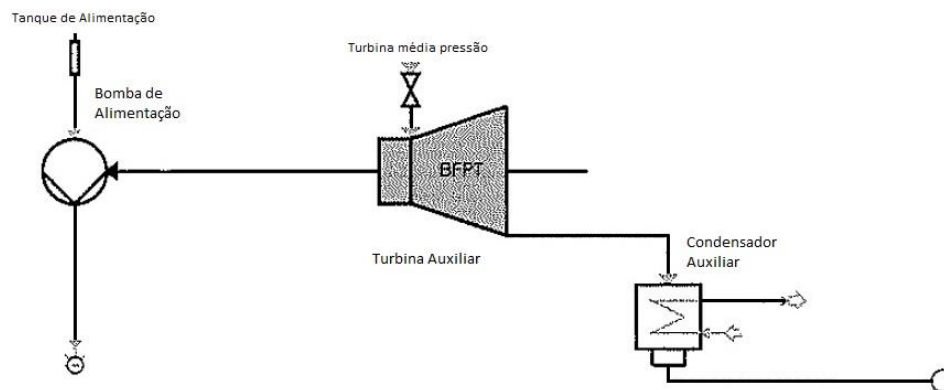 Tanque de Alimentação
Turbina média pressão
Bomba de
Alimentação
BFPT
Turbina Auxiliar
Condensador
Auxiliar